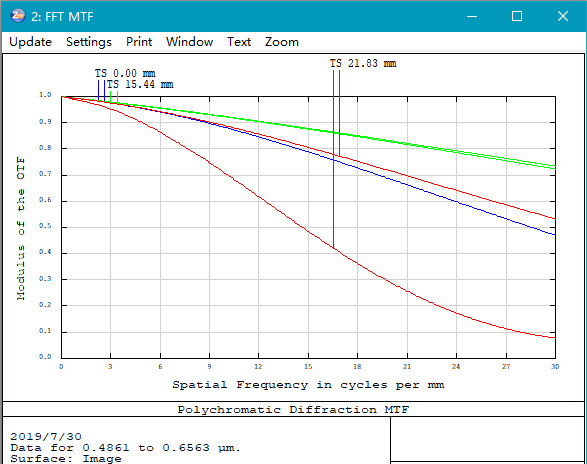 2: FFT MTF
Update Settings Print Window Text Zoom
TS 21.83 mm
TS 0.00 mm
TS 15.44 mm
1.0
0.9
0.8
0.7
0.6
0.5
0.4
0.3
0.2
0.1
0.0
Modulus of the OTF
0 3 6 9 12 15 18 21 24 27 30
Spatial Frequency in cycles per mm
Polychromatic Diffraction MTF
2019/7/30
Data for 0.4861 to 0.6563 µm.
Surface: Image